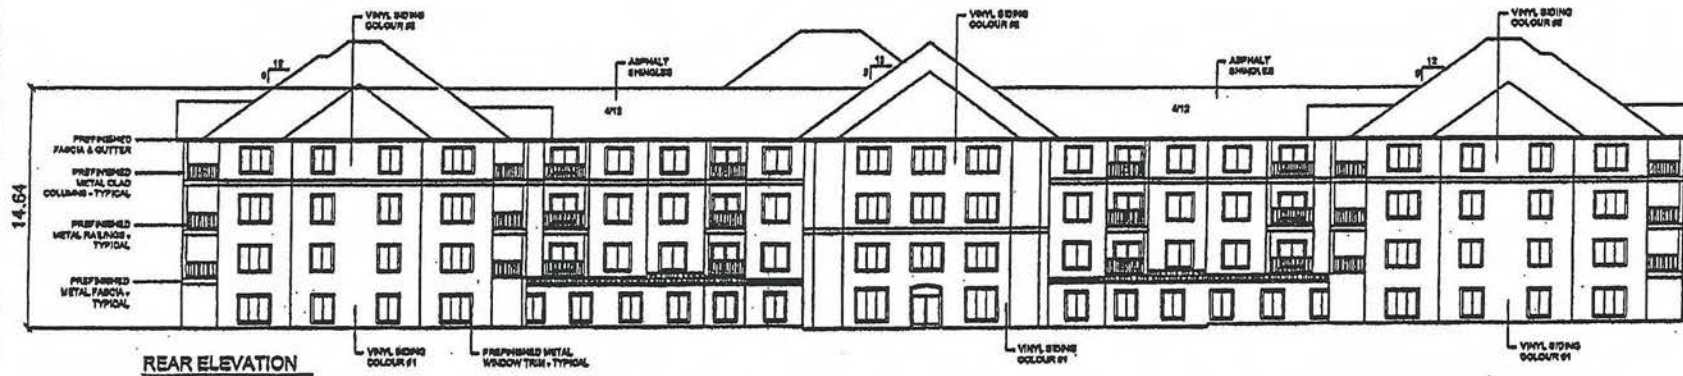 VINYL SIDING
COLOUR #2
VINYL SIDING
COLOUR #2
VINYL SIDING
COLOUR #2
12
9
ASPHALT
SHINGLES
12
9
ASPHALT
SHINGLES
12
9
4/12
4/12
PREFINISHED
FASCIA & GUTTER
PREFINISHED
METAL CLAD
COLUMNS - TYPICAL
14.64
PREFINISHED
METAL RAILINGS -
TYPICAL
PREFINISHED
METAL FASCIA -
TYPICAL
REAR ELEVATION
VINYL SIDING
COLOUR #1
PREFINISHED METAL
WINDOW TRIM - TYPICAL
VINYL SIDING
COLOUR #1
VINYL SIDING
COLOUR #1